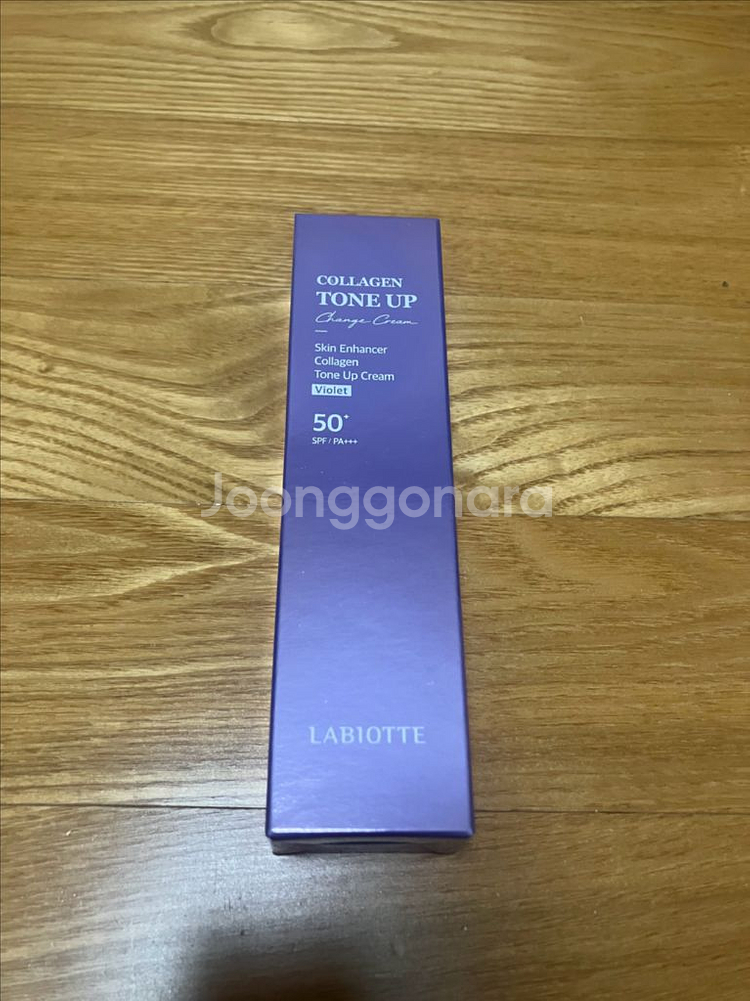 COLLAGEN
TONE UP
Change Cream
Skin Enhancer
Collagen
Tone Up Cream
Violet
50+
SPF / PA+++
Joonggonara
LABIOTTE